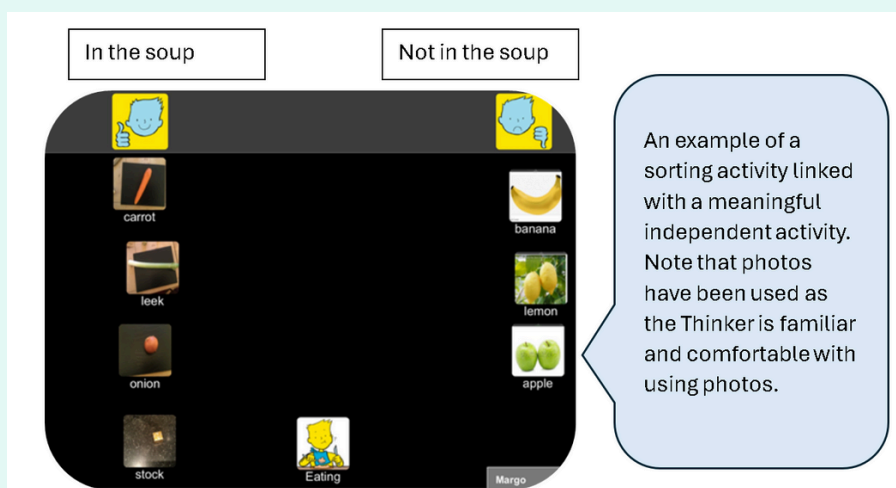 In the soup
Not in the soup
carrot
leek
onion
stock
Eating
banana
lemon
apple
Margo
An example of a
sorting activity linked
with a meaningful
independent activity.
Note that photos
have been used as
the Thinker is familiar
and comfortable with
using photos.